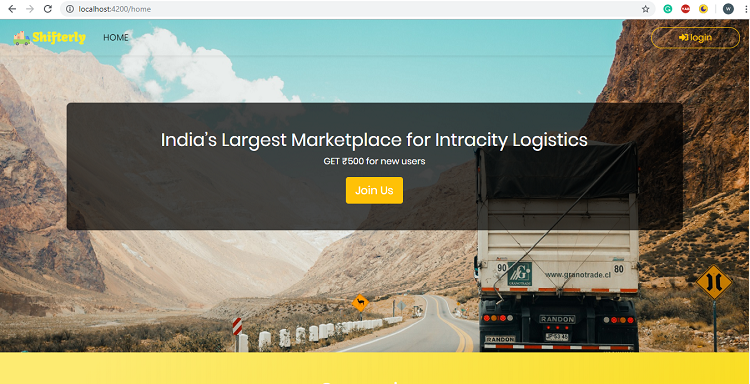 localhost:4200/home
Shifterly
HOME
login
India's Largest Marketplace for Intracity Logistics
GET ₹500 for new users
Join Us
90
GRANOTRADE
www.granotrade.cl
80
RANDON
RANDON